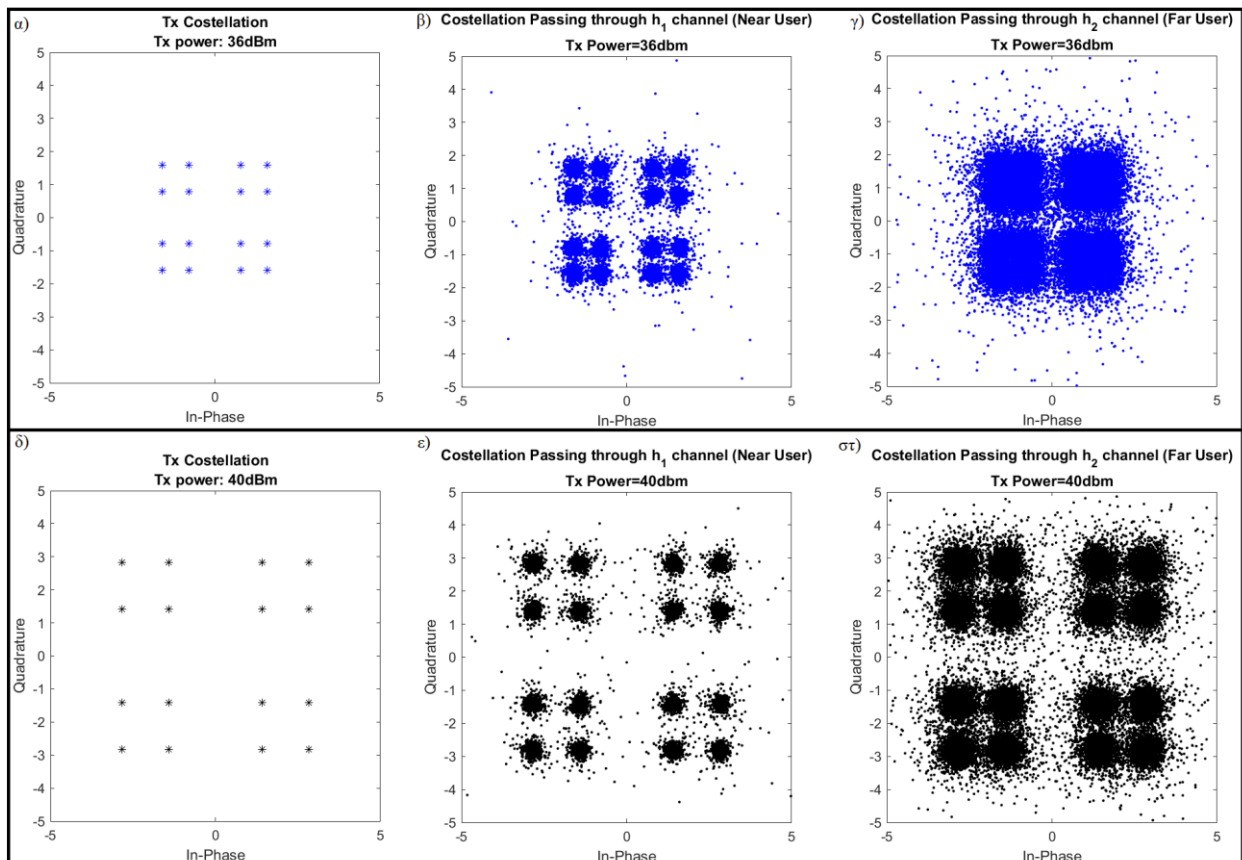 α)
Tx Costellation
Tx power: 36dBm
5
4
3
2
1
0
-1
-2
-3
-4
-5
Quadrature
-5
0
5
In-Phase
β)
Costellation Passing through h1 channel (Near User)
Tx Power=36dbm
5
4
3
2
1
0
-1
-2
-3
-4
-5
Quadrature
-5
0
5
In-Phase
γ)
Costellation Passing through h2 channel (Far User)
Tx Power=36dbm
5
4
3
2
1
0
-1
-2
-3
-4
-5
Quadrature
-5
0
5
In-Phase
δ)
Tx Costellation
Tx power: 40dBm
5
4
3
2
1
0
-1
-2
-3
-4
-5
Quadrature
-5
0
5
In-Phase
ε)
Costellation Passing through h1 channel (Near User)
Tx Power=40dbm
5
4
3
2
1
0
-1
-2
-3
-4
-5
Quadrature
-5
0
5
In-Phase
στ)
Costellation Passing through h2 channel (Far User)
Tx Power=40dbm
5
4
3
2
1
0
-1
-2
-3
-4
-5
Quadrature
-5
0
5
In-Phase